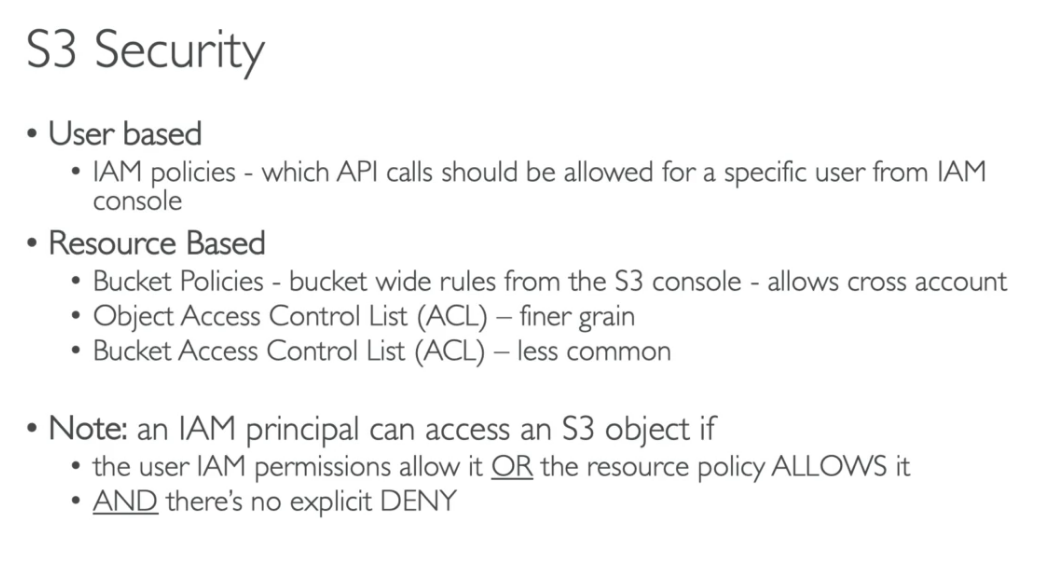 S3 Security
• User based
• IAM policies - which API calls should be allowed for a specific user from IAM
console
• Resource Based
• Bucket Policies - bucket wide rules from the S3 console - allows cross account
• Object Access Control List (ACL) – finer grain
• Bucket Access Control List (ACL) – less common
• Note: an IAM principal can access an S3 object if
• the user IAM permissions allow it OR the resource policy ALLOWS it
• AND there’s no explicit DENY